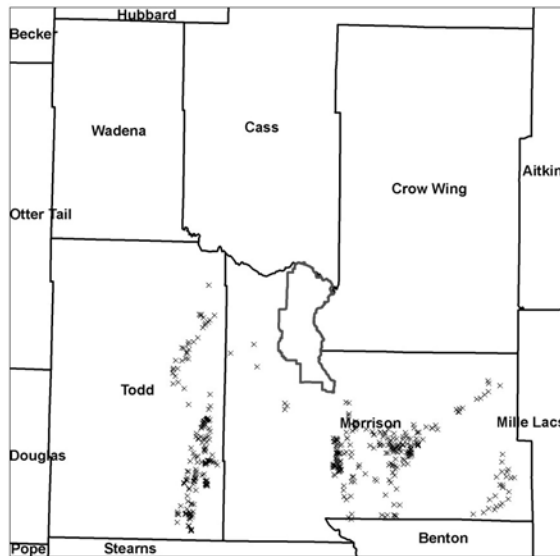 Hubbard
Becker
Wadena
Cass
Aitkin
Crow Wing
Otter Tail
Todd
Morrison
Mille Lacs
Douglas
Benton
Pope
Stearns